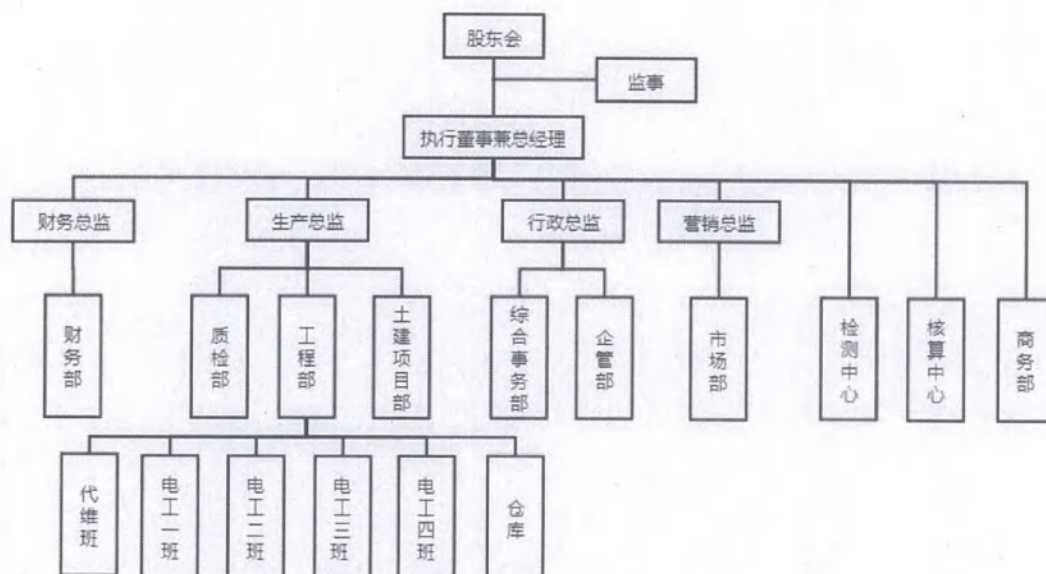 股东会
监事
执行董事兼总经理
财务总监
生产总监
行政总监
营销总监
财务部
质检部
工程部
土建项目部
综合事务部
企管部
市场部
检测中心
核算中心
商务部
代维班
电工一班
电工二班
电工三班
电工四班
仓库